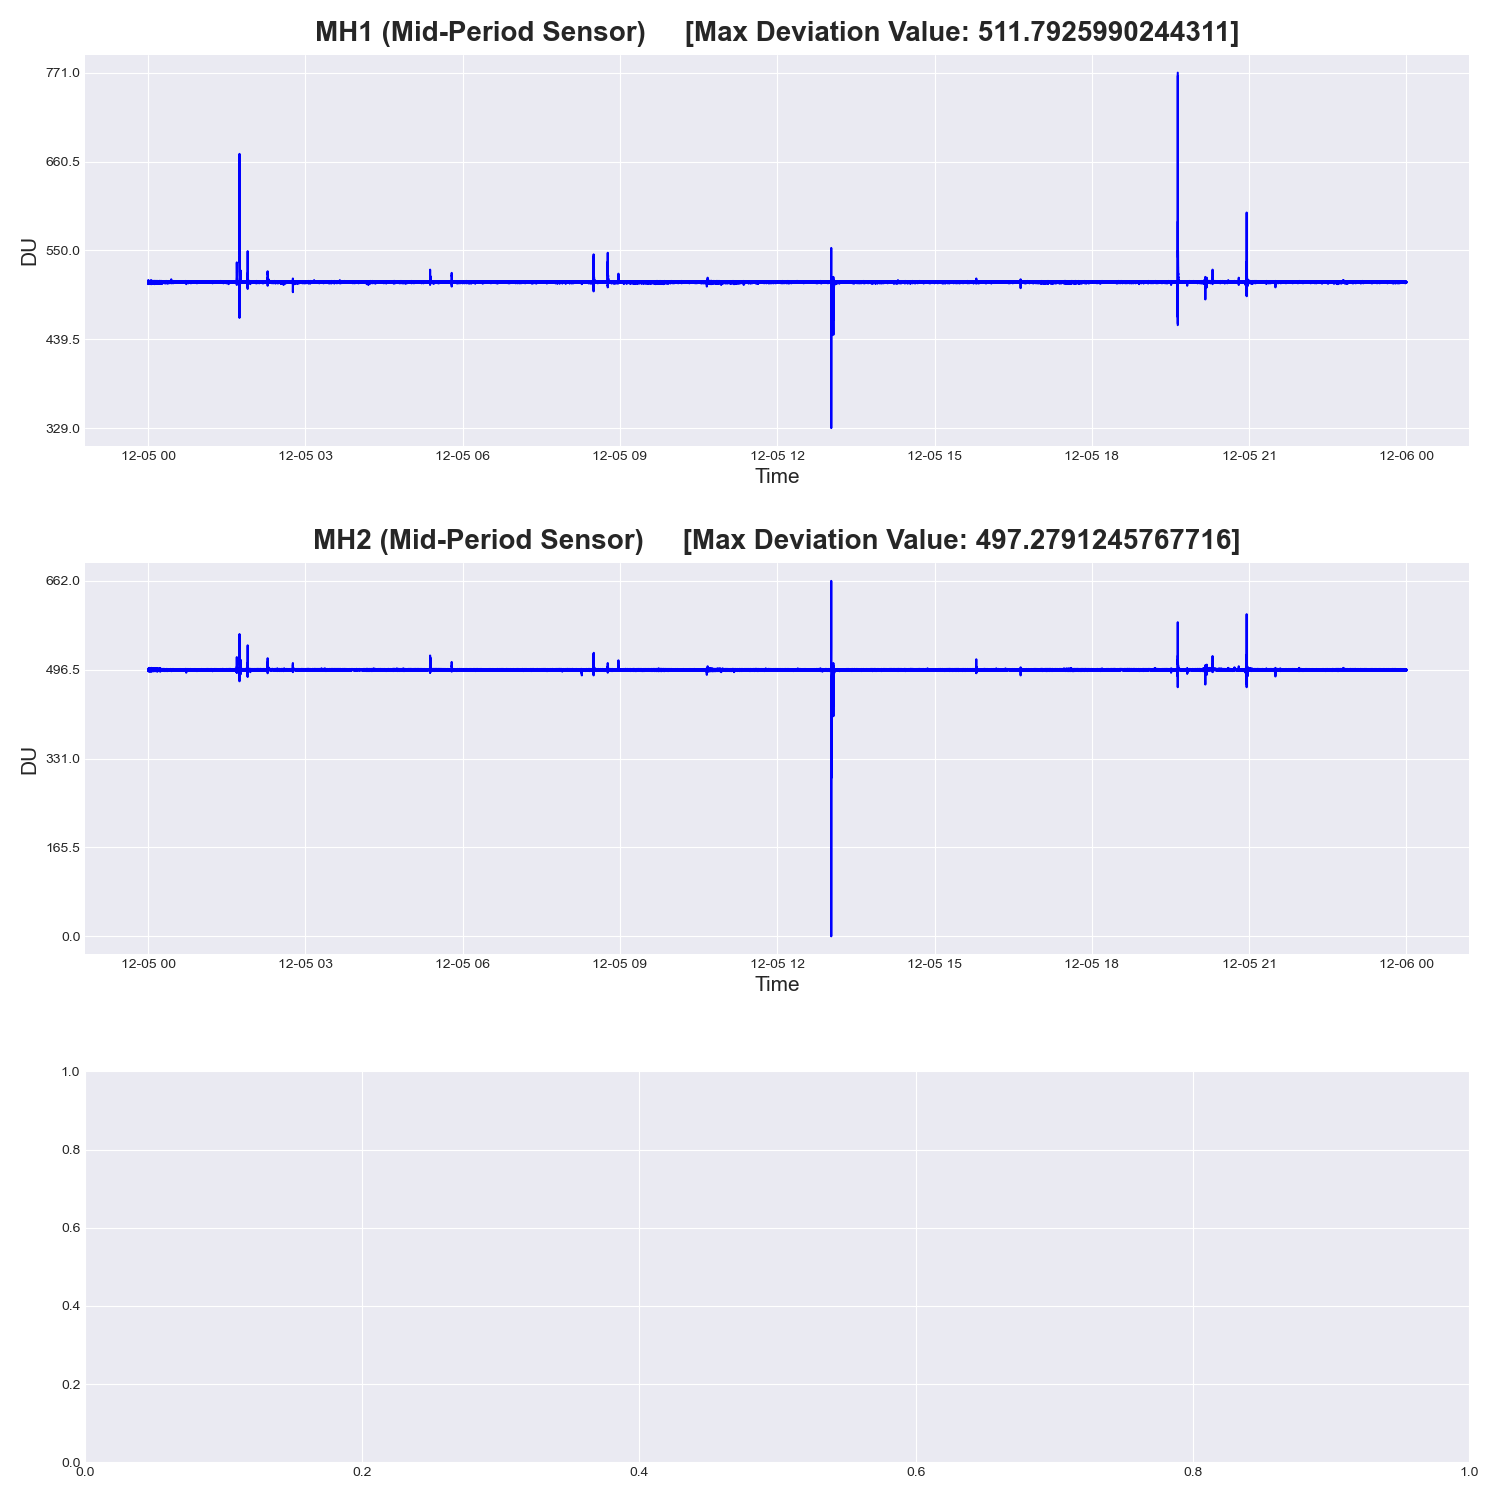 MH1 (Mid-Period Sensor) [Max Deviation Value: 511.7925990244311]
771.0
660.5
550.0
439.5
329.0
DU
12-05 00 12-05 03 12-05 06 12-05 09 12-05 12 12-05 15 12-05 18 12-05 21 12-06 00
Time
MH2 (Mid-Period Sensor) [Max Deviation Value: 497.2791245767716]
662.0
496.5
331.0
165.5
0.0
DU
12-05 00 12-05 03 12-05 06 12-05 09 12-05 12 12-05 15 12-05 18 12-05 21 12-06 00
Time
1.0
0.8
0.6
0.4
0.2
0.0
0.0 0.2 0.4 0.6 0.8 1.0